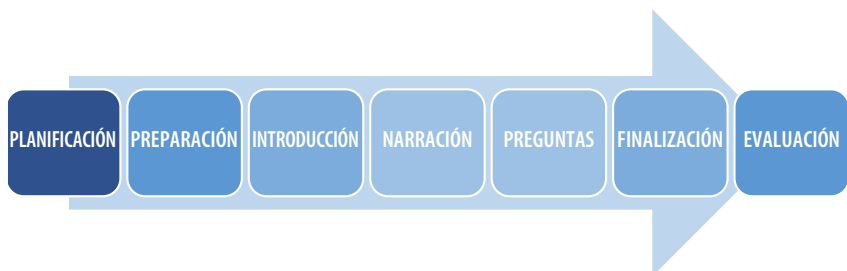 PLANIFICACIÓN
PREPARACIÓN
INTRODUCCIÓN
NARRACIÓN
PREGUNTAS
FINALIZACIÓN
EVALUACIÓN